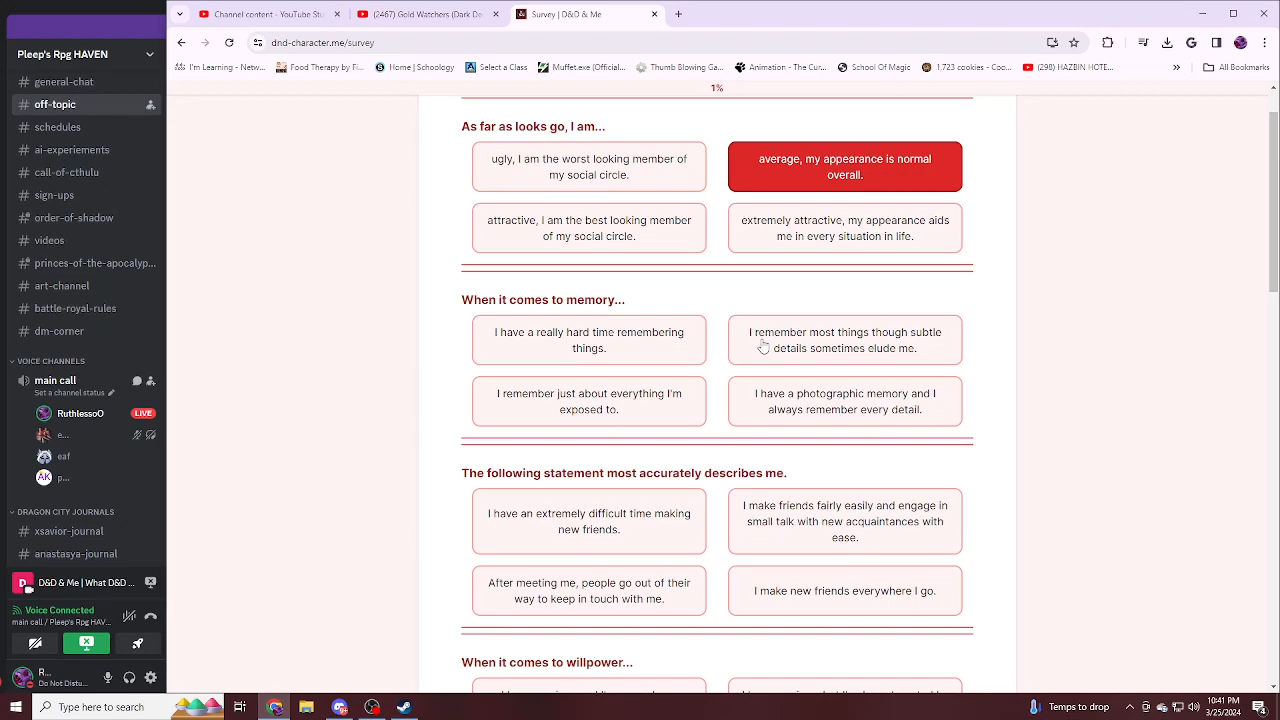 Channel content - YouTube Stu
(2467) Gold Washers (Dark De
Survey | D&D & Me
dnd-character.me/survey
I'm Learning - Netw...
Food Therapy by Fi...
Home | Schoology
Select a Class
Muffet.exe (Official...
Thumb Blowing Ga...
Animation - The Cur...
School Of Magic
1,723 cookies - Coo...
(298) HAZBIN HOTE...
All Bookmarks
Pleep's Rpg HAVEN
general-chat
off-topic
schedules
ai-experiements
call-of-cthulu
sign-ups
order-of-shadow
videos
princes-of-the-apocalyp...
art-channel
battle-royal-rules
dm-corner
VOICE CHANNELS
main call
Set a channel status
RuthlessoO
LIVE
e...
eaf
AK
p...
DRAGON CITY JOURNALS
xsavior-journal
anastasya-journal
D
D&D & Me | What D&D ...
Voice Connected
main call / Pleep's Rpg HAV...
R...
Do Not Distu...
1%
As far as looks go, I am...
ugly, I am the worst looking member of
my social circle.
average, my appearance is normal
overall.
attractive, I am the best looking member
of my social circle.
extremely attractive, my appearance aids
me in every situation in life.
When it comes to memory...
I have a really hard time remembering
things.
I remember most things though subtle
details sometimes elude me.
I remember just about everything I'm
exposed to.
I have a photographic memory and I
always remember every detail.
The following statement most accurately describes me.
I have an extremely difficult time making
new friends.
I make friends fairly easily and engage in
small talk with new acquaintances with
ease.
After meeting me, people go out of their
way to keep in touch with me.
I make new friends everywhere I go.
When it comes to willpower...
Type here to search
Temps to drop
10:41 PM
3/25/2024